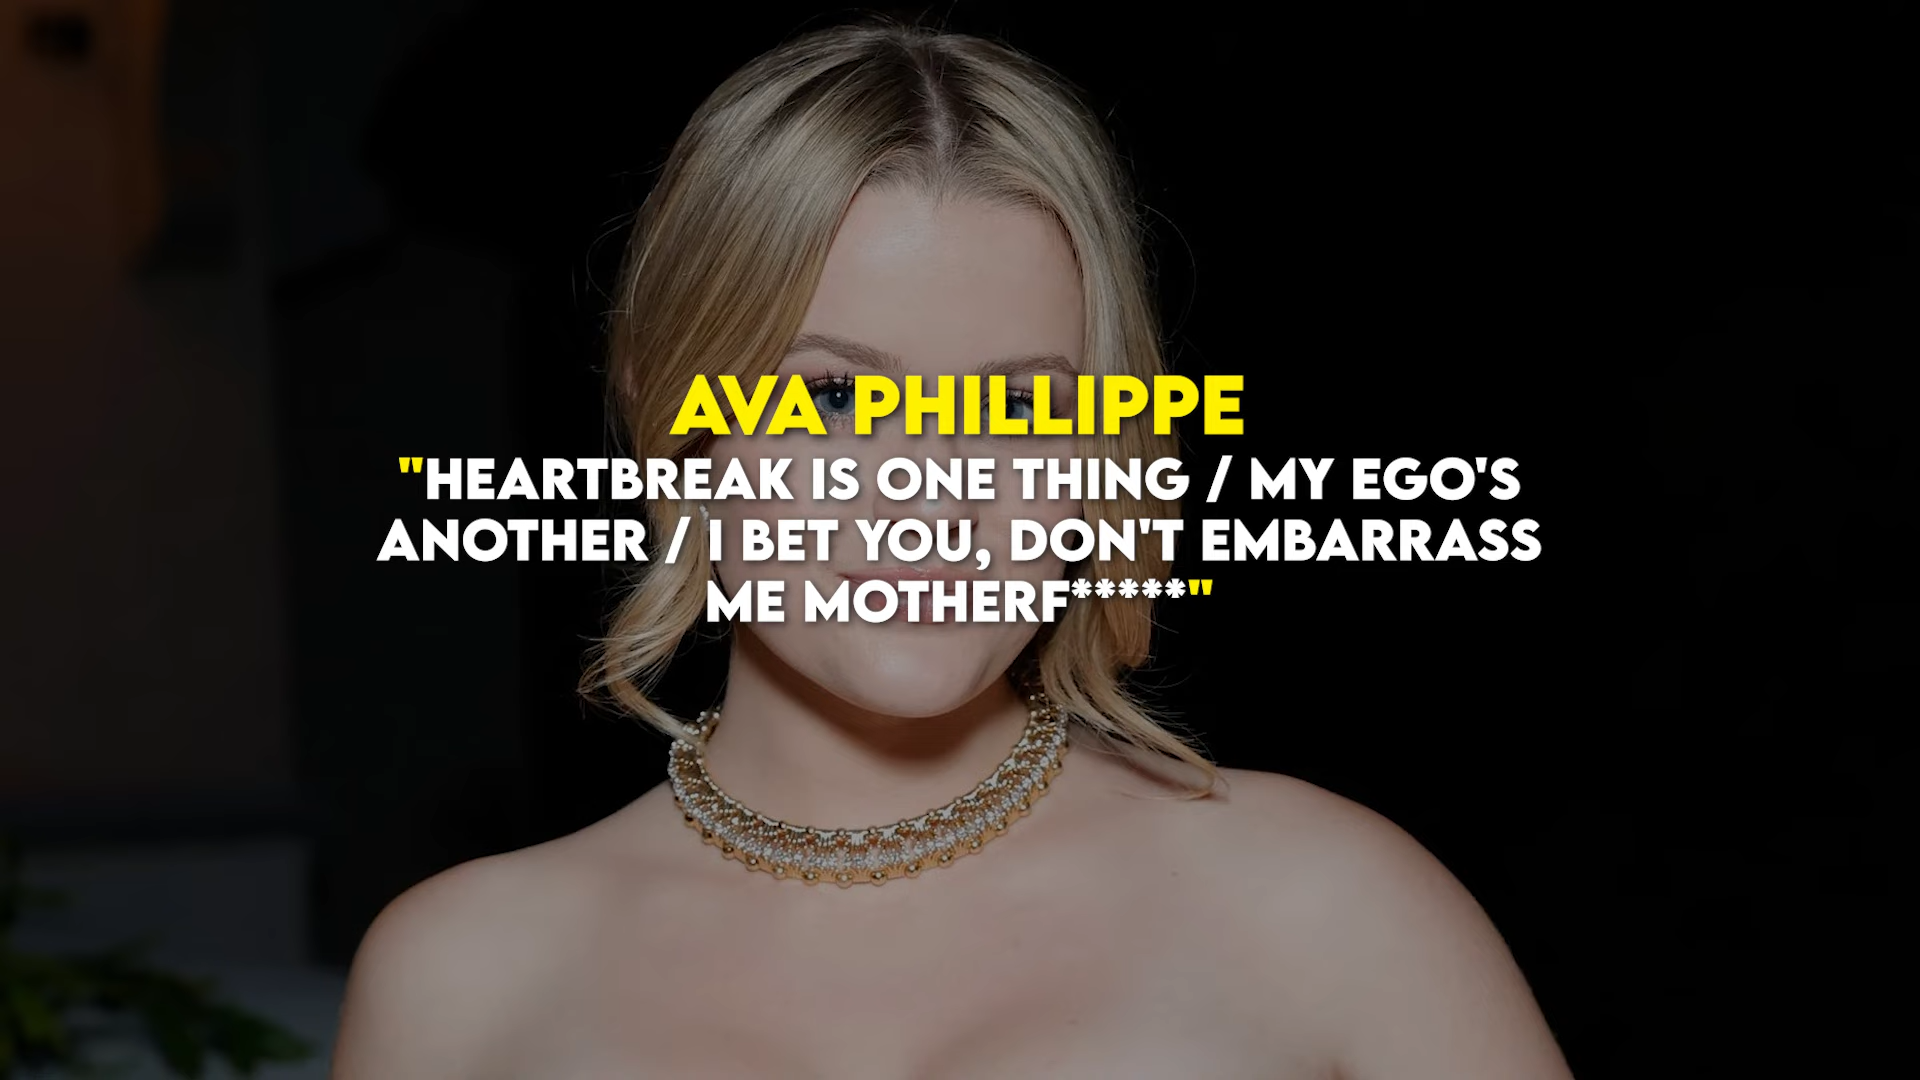 AVA PHILLIPPE
"HEARTBREAK IS ONE THING / MY EGO'S
ANOTHER / I BET YOU, DON'T EMBARRASS
ME MOTHERF*****"